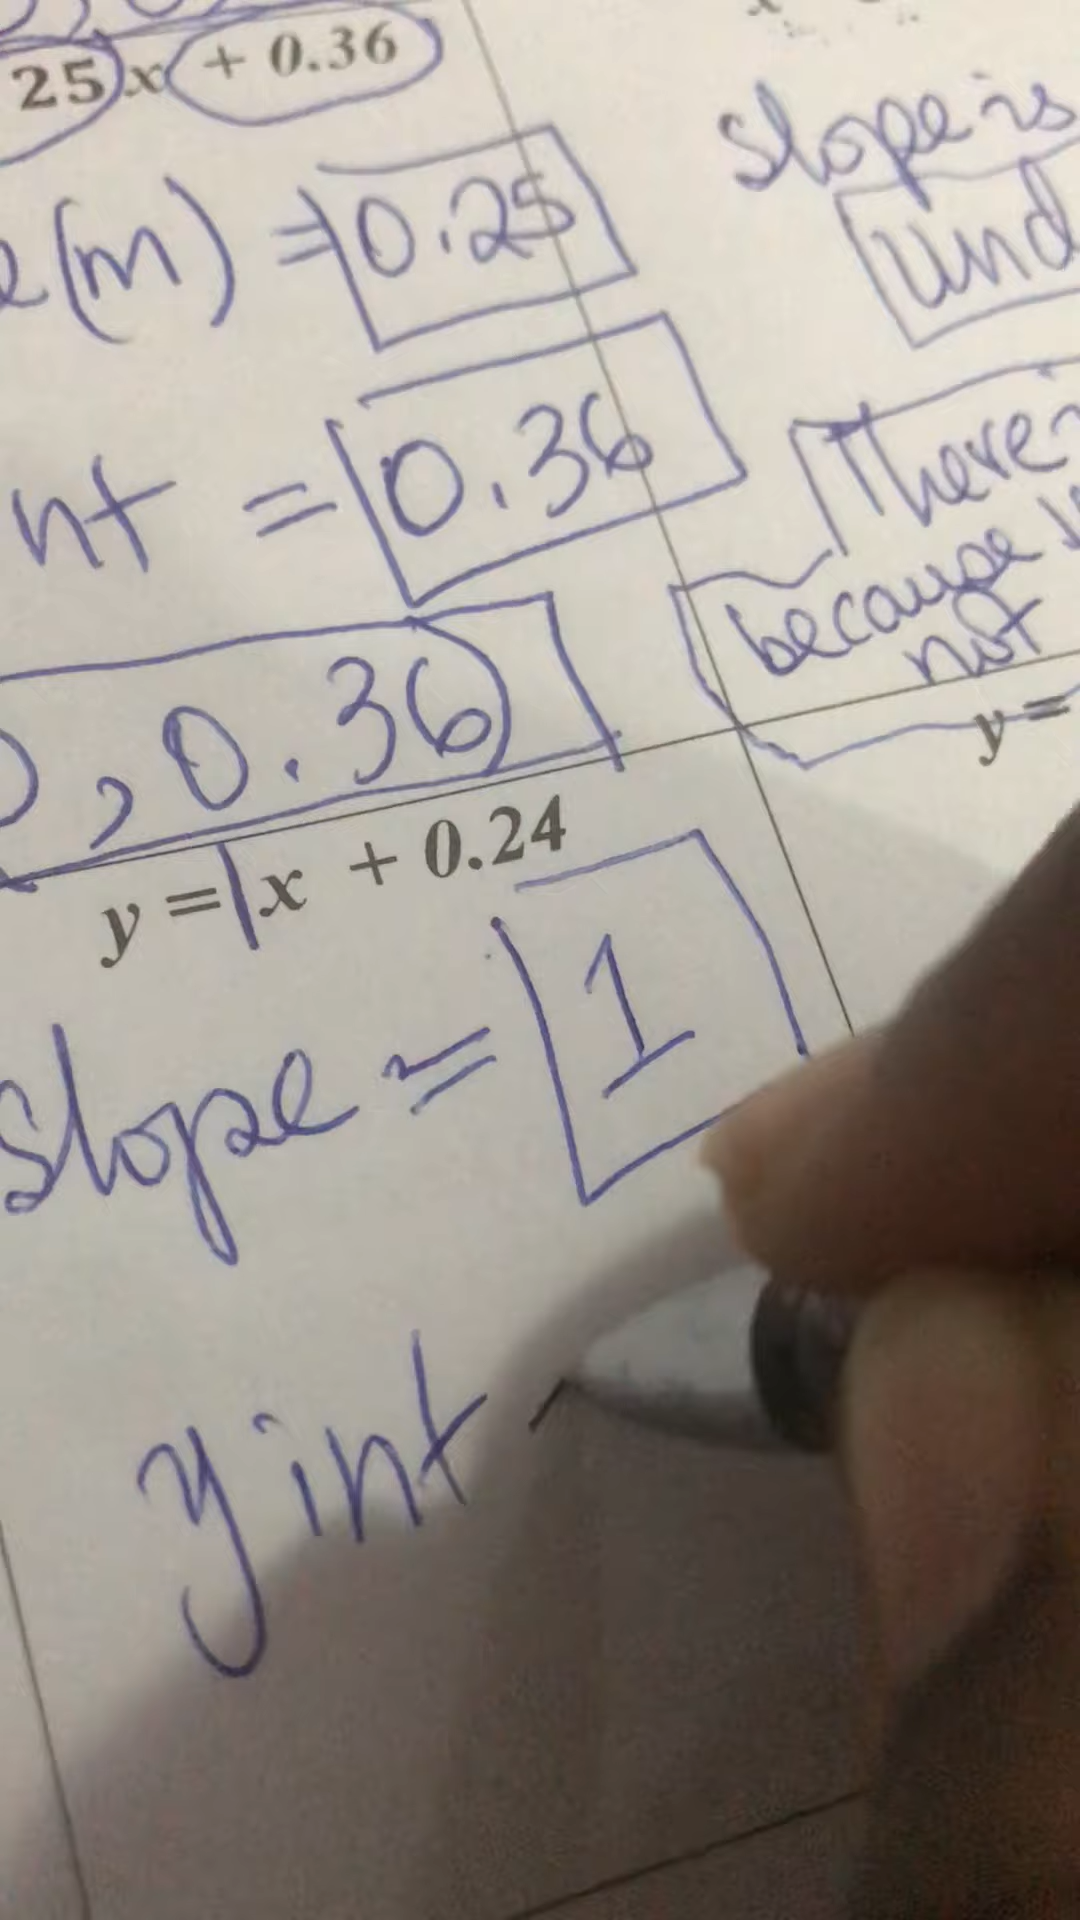 25)x + 0.36
(m) = 0.25
nt = 0.36
, 0.36)
y = 1x + 0.24
slope = 1
y int
slope is
und
There
because
not
y =